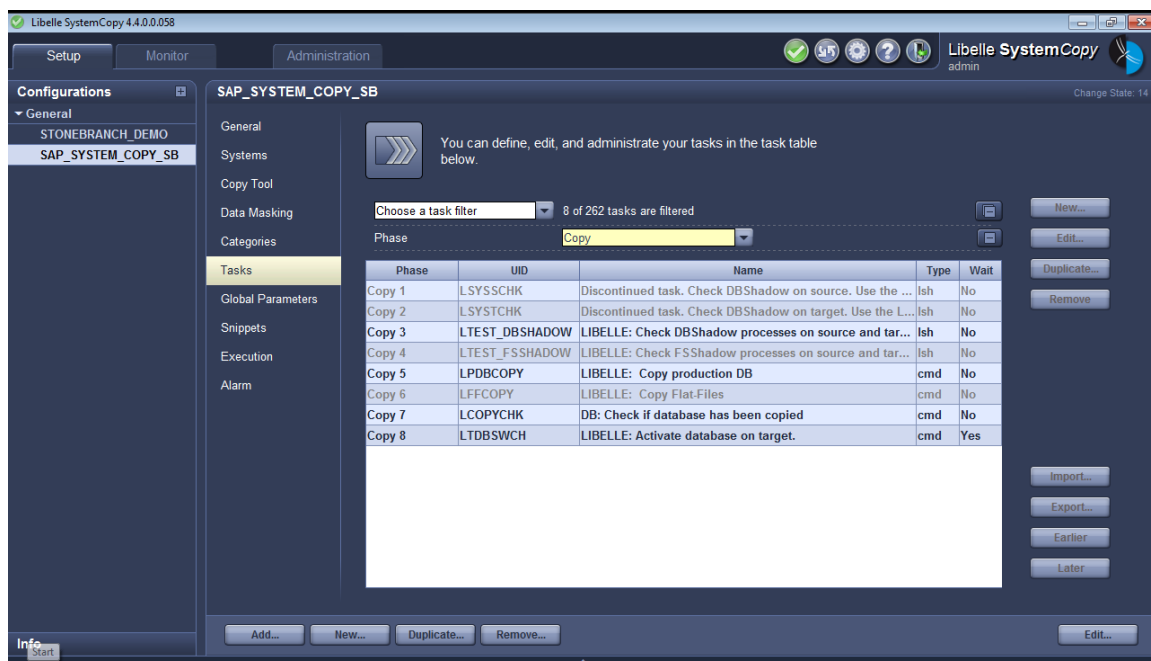 Libelle SystemCopy 4.4.0.0.058
Setup
Monitor
Administration
Libelle SystemCopy
admin
Configurations
General
STONEBRANCH_DEMO
SAP_SYSTEM_COPY_SB
SAP_SYSTEM_COPY_SB
Change State: 14
General
Systems
Copy Tool
Data Masking
Categories
Tasks
Global Parameters
Snippets
Execution
Alarm
You can define, edit, and administrate your tasks in the task table
below.
Choose a task filter
8 of 262 tasks are filtered
Phase
Copy
Phase UID Name Type Wait
Copy 1 LSYSSCHK Discontinued task. Check DBShadow on source. Use the ... lsh No
Copy 2 LSYSTCHK Discontinued task. Check DBShadow on target. Use the L... lsh No
Copy 3 LTEST_DBSHADOW LIBELLE: Check DBShadow processes on source and tar... lsh No
Copy 4 LTEST_FSSHADOW LIBELLE: Check FSShadow processes on source and tar... lsh No
Copy 5 LPDBCOPY LIBELLE: Copy production DB cmd No
Copy 6 LFFCOPY LIBELLE: Copy Flat-Files cmd No
Copy 7 LCOPYCHK DB: Check if database has been copied cmd No
Copy 8 LTDBSWCH LIBELLE: Activate database on target. cmd Yes
New...
Edit...
Duplicate...
Remove
Import...
Export...
Earlier
Later
Add...
New...
Duplicate...
Remove...
Edit...
Info
Start